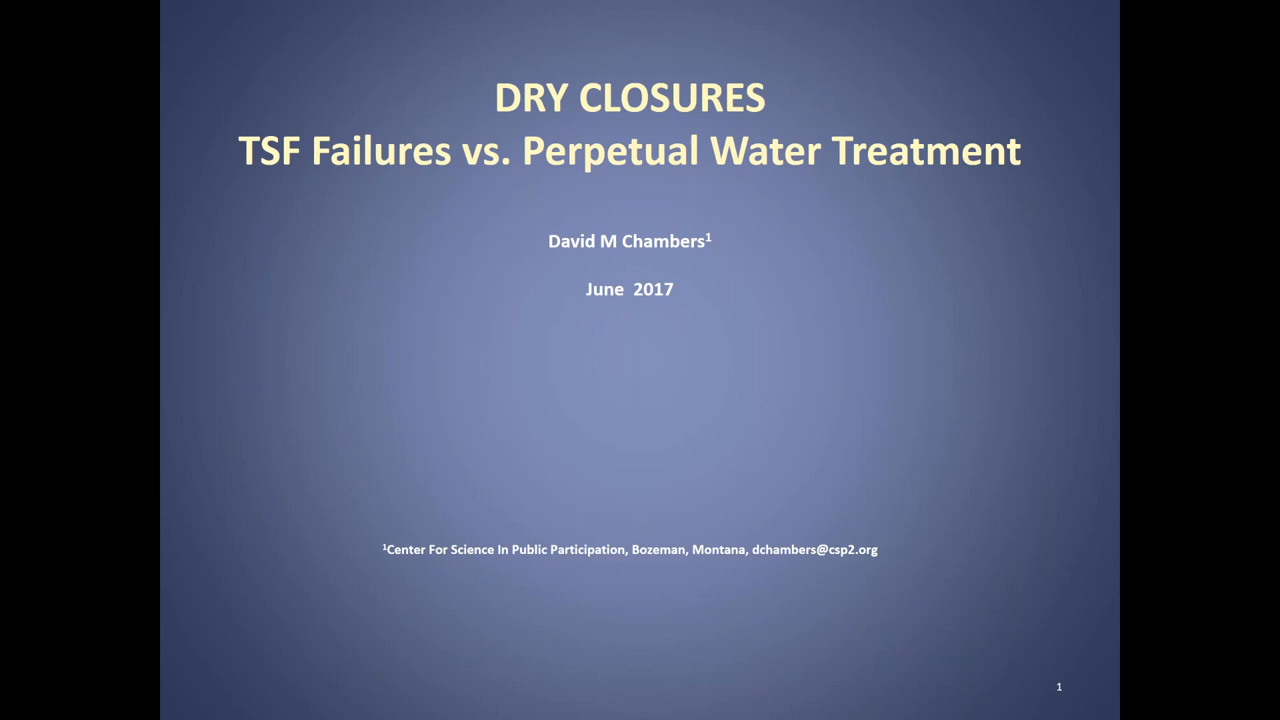 DRY CLOSURES
TSF Failures vs. Perpetual Water Treatment
David M Chambers¹
June  2017
¹Center For Science In Public Participation, Bozeman, Montana, dchambers@csp2.org
1